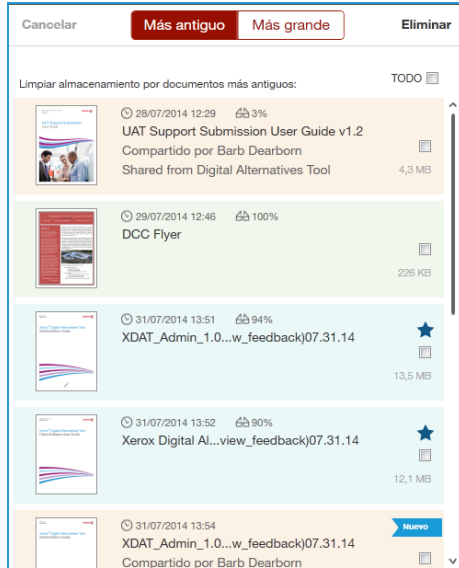 Cancelar
Más antiguo
Más grande
Eliminar
Limpiar almacenamiento por documentos más antiguos:
TODO
28/07/2014 12:29 3%
UAT Support Submission User Guide v1.2
Compartido por Barb Dearborn
Shared from Digital Alternatives Tool
4,3 MB
29/07/2014 12:46 100%
DCC Flyer
226 KB
31/07/2014 13:51 94%
XDAT_Admin_1.0...w_feedback)07.31.14
13,5 MB
31/07/2014 13:52 90%
Xerox Digital Al...view_feedback)07.31.14
12,1 MB
31/07/2014 13:54
Nuevo
XDAT_Admin_1.0...w_feedback)07.31.14
Compartido por Barb Dearborn